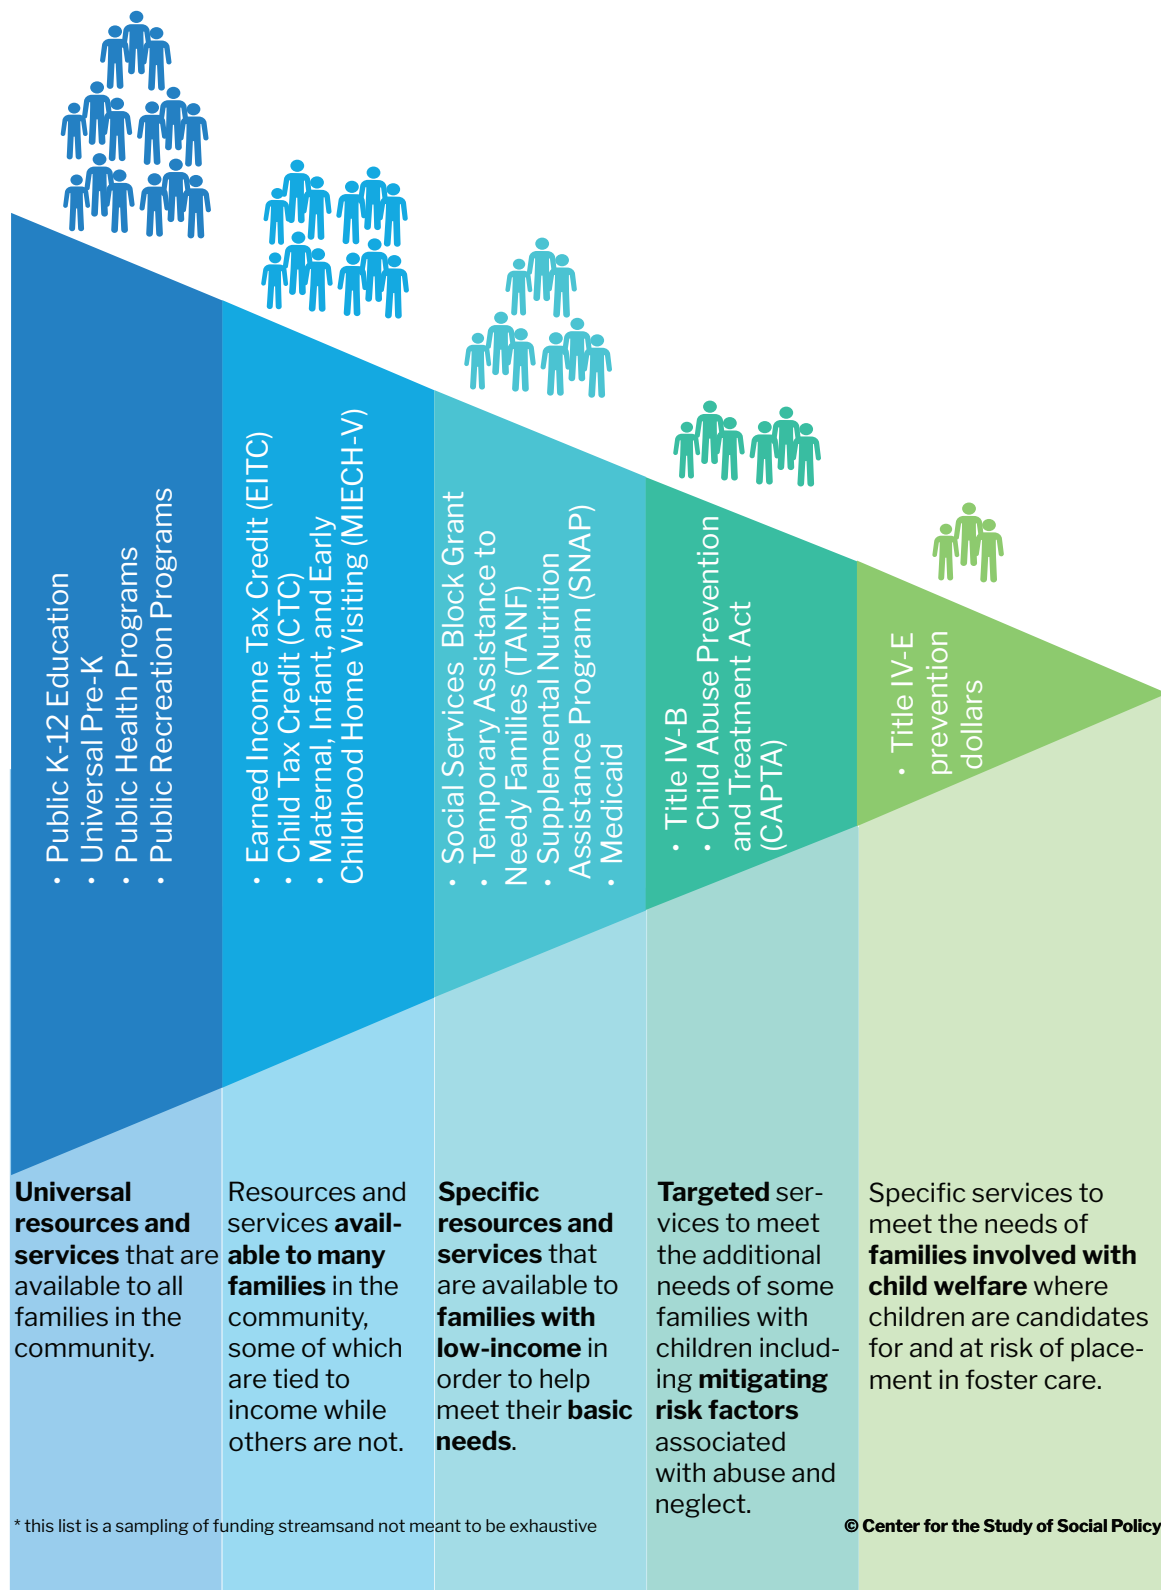 • Public K-12 Education
• Universal Pre-K
• Public Health Programs
• Public Recreation Programs
• Earned Income Tax Credit (EITC)
• Child Tax Credit (CTC)
• Maternal, Infant, and Early
Childhood Home Visiting (MIECH-V)
• Social Services Block Grant
• Temporary Assistance to
Needy Families (TANF)
• Supplemental Nutrition
Assistance Program (SNAP)
• Medicaid
• Title IV-B
• Child Abuse Prevention
and Treatment Act
(CAPTA)
• Title IV-E
prevention
dollars
Universal
resources and
services that are
available to all
families in the
community.
Resources and
services avail-
able to many
families in the
community,
some of which
are tied to
income while
others are not.
Specific
resources and
services that
are available to
families with
low-income in
order to help
meet their basic
needs.
Targeted ser-
vices to meet
the additional
needs of some
families with
children includ-
ing mitigating
risk factors
associated
with abuse and
neglect.
Specific services to
meet the needs of
families involved with
child welfare where
children are candidates
for and at risk of place-
ment in foster care.
* this list is a sampling of funding streamsand not meant to be exhaustive
© Center for the Study of Social Policy